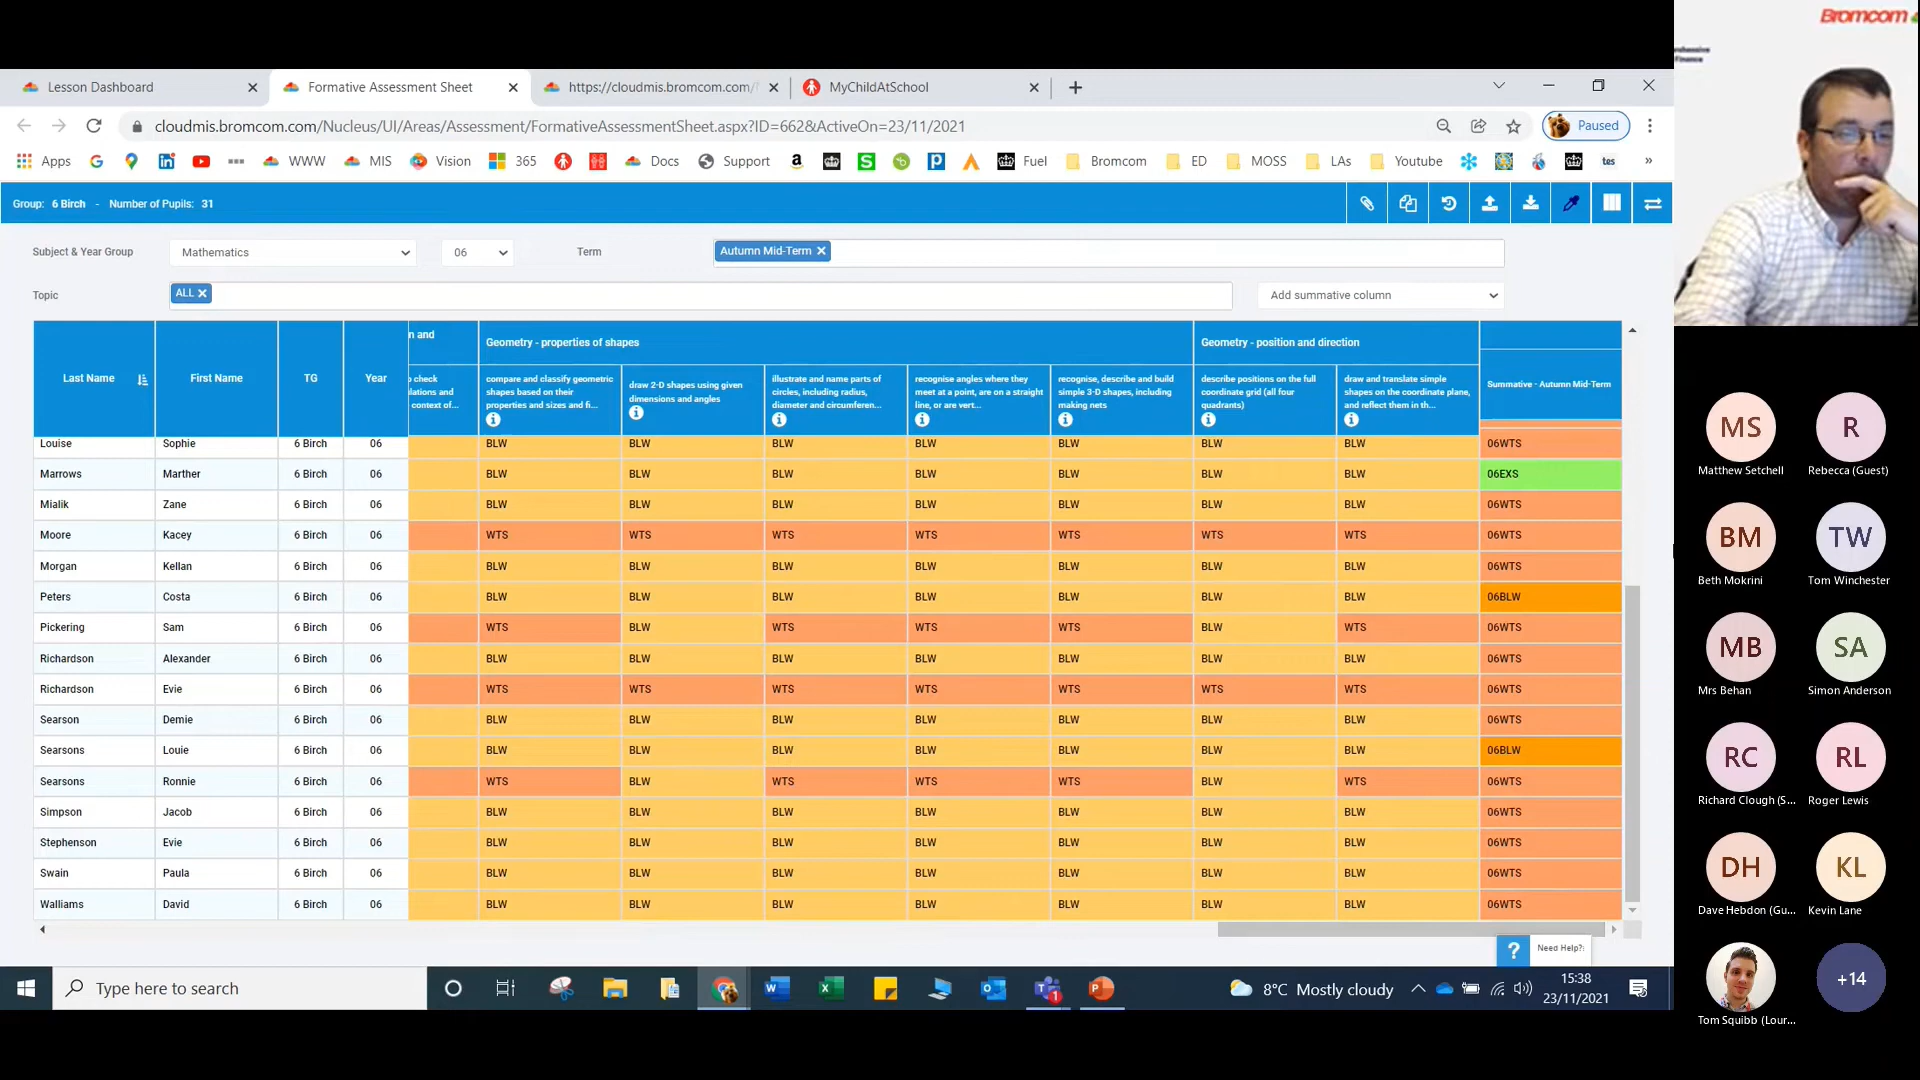 Bromcom
Lesson Dashboard
Formative Assessment Sheet
https://cloudmis.bromcom.com/
MyChildAtSchool
cloudmis.bromcom.com/Nucleus/UI/Areas/Assessment/FormativeAssessmentSheet.aspx?ID=662&ActiveOn=23/11/2021
Paused
Apps
WWW
MIS
Vision
365
Docs
Support
Fuel
Bromcom
ED
MOSS
LAs
Youtube
tes
»
Group: 6 Birch - Number of Pupils: 31
Subject & Year Group
Mathematics
06
Term
Autumn Mid-Term
Topic
ALL
Add summative column
Last Name
First Name
TG
Year
n and
Geometry - properties of shapes
Geometry - position and direction
check
context of...
compare and classify geometric
shapes based on their
properties and sizes and fi...
draw 2-D shapes using given
dimensions and angles
illustrate and name parts of
circles, including radius,
diameter and circumferen...
recognise angles where they
meet at a point, are on a straight
line, or are vert...
recognise, describe and build
simple 3-D shapes, including
making nets
describe positions on the full
coordinate grid (all four
quadrants)
draw and translate simple
shapes on the coordinate plane,
and reflect them in th...
Summative - Autumn Mid-Term
Louise Sophie 6 Birch 06 BLW BLW BLW BLW BLW BLW BLW 06WTS
Marrows Marther 6 Birch 06 BLW BLW BLW BLW BLW BLW BLW 06EXS
Mialik Zane 6 Birch 06 BLW BLW BLW BLW BLW BLW BLW 06WTS
Moore Kacey 6 Birch 06 WTS WTS WTS WTS WTS WTS WTS 06WTS
Morgan Kellan 6 Birch 06 BLW BLW BLW BLW BLW BLW BLW 06WTS
Peters Costa 6 Birch 06 BLW BLW BLW BLW BLW BLW BLW 06BLW
Pickering Sam 6 Birch 06 WTS BLW WTS WTS WTS BLW WTS 06WTS
Richardson Alexander 6 Birch 06 BLW BLW BLW BLW BLW BLW BLW 06WTS
Richardson Evie 6 Birch 06 WTS WTS WTS WTS WTS WTS WTS 06WTS
Searson Demie 6 Birch 06 BLW BLW BLW BLW BLW BLW BLW 06WTS
Searsons Louie 6 Birch 06 BLW BLW BLW BLW BLW BLW BLW 06BLW
Searsons Ronnie 6 Birch 06 WTS BLW WTS WTS WTS BLW WTS 06WTS
Simpson Jacob 6 Birch 06 BLW BLW BLW BLW BLW BLW BLW 06WTS
Stephenson Evie 6 Birch 06 BLW BLW BLW BLW BLW BLW BLW 06WTS
Swain Paula 6 Birch 06 BLW BLW BLW BLW BLW BLW BLW 06WTS
Walliams David 6 Birch 06 BLW BLW BLW BLW BLW BLW BLW 06WTS
? Need Help?
Type here to search
8°C Mostly cloudy
15:38
23/11/2021
MS
Matthew Setchell
R
Rebecca (Guest)
BM
Beth Mokrini
TW
Tom Winchester
MB
Mrs Behan
SA
Simon Anderson
RC
Richard Clough (S...
RL
Roger Lewis
DH
Dave Hebdon (Gu...
KL
Kevin Lane
Tom Squibb (Lour...
+14